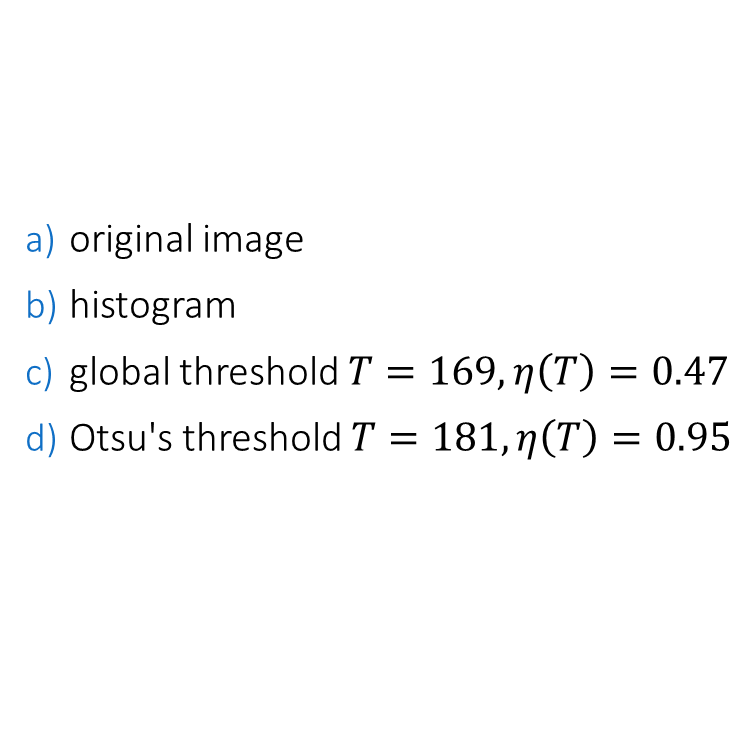 a) original image
b) histogram
c) global threshold T = 169, η(T) = 0.47
d) Otsu's threshold T = 181, η(T) = 0.95